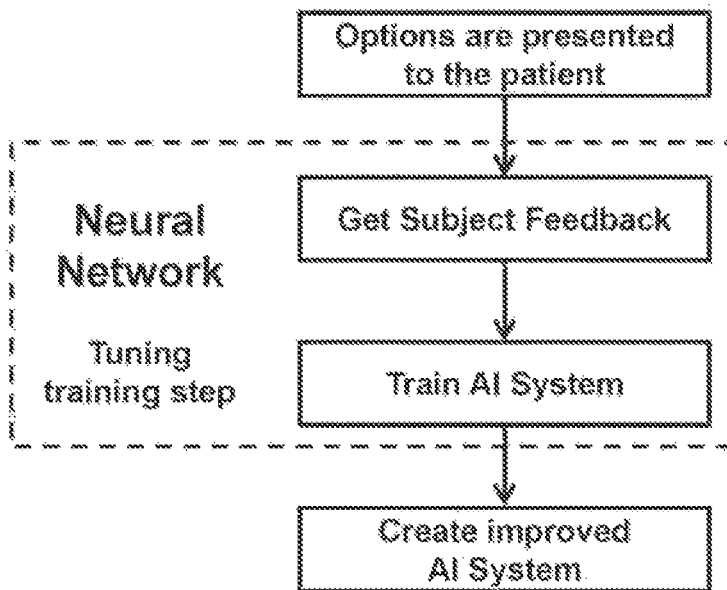 Options are presented
to the patient
Neural
Network
Tuning
training step
Get Subject Feedback
Train AI System
Create improved
AI System